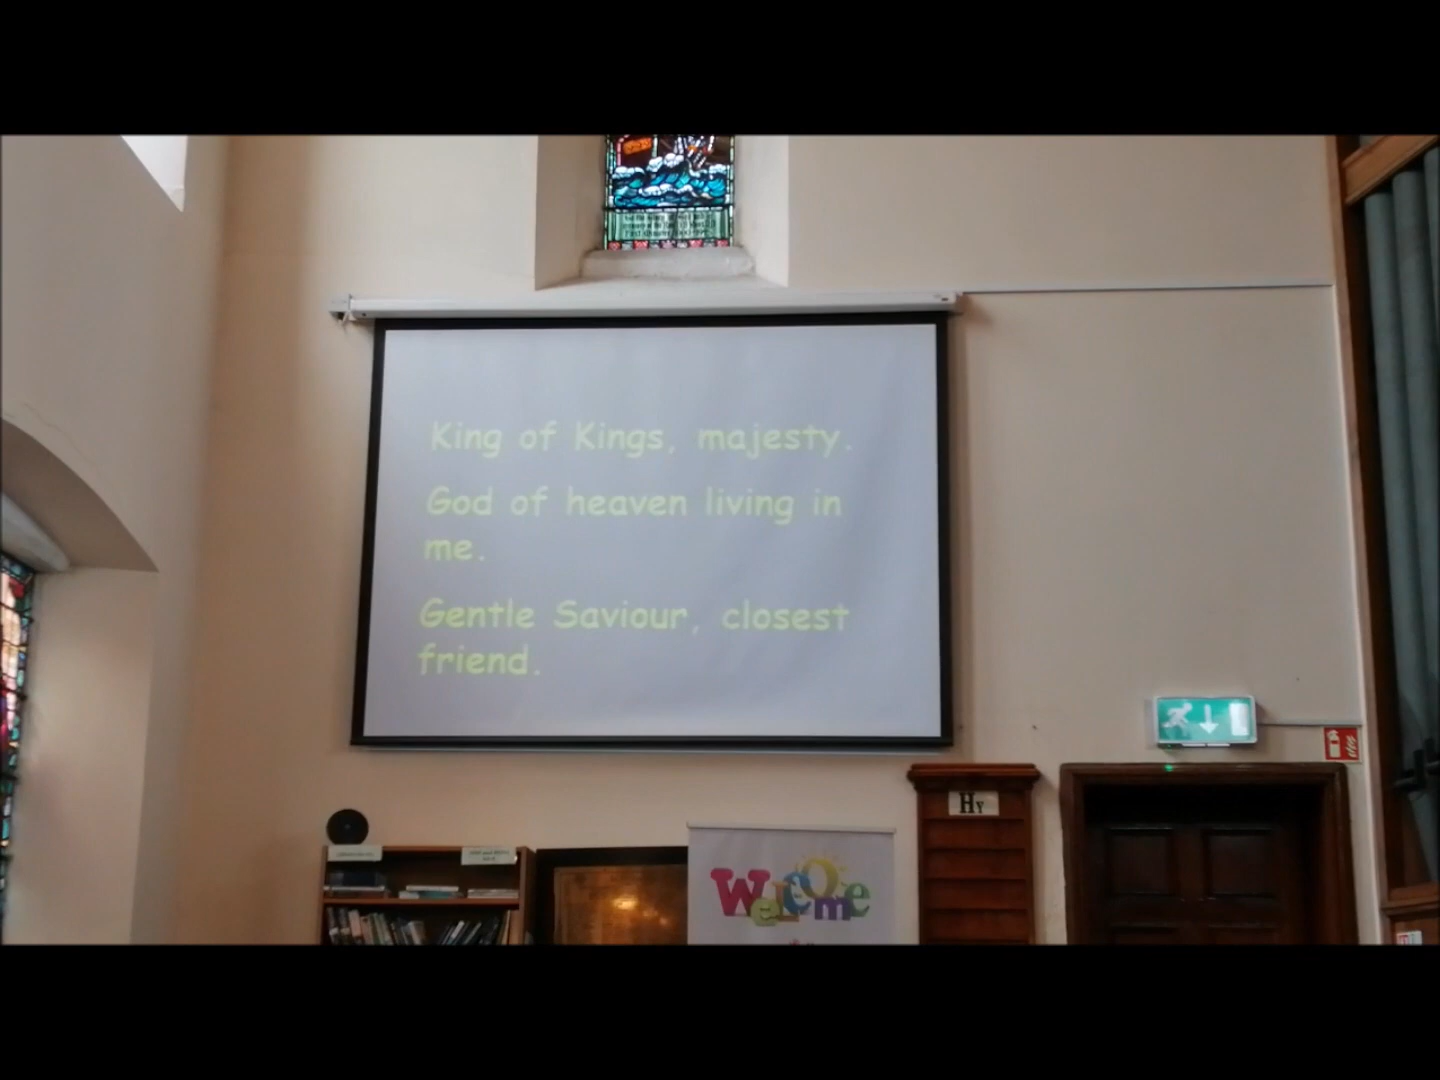 King of Kings, majesty.
God of heaven living in
me.
Gentle Saviour, closest
friend.
Hy
Welcome